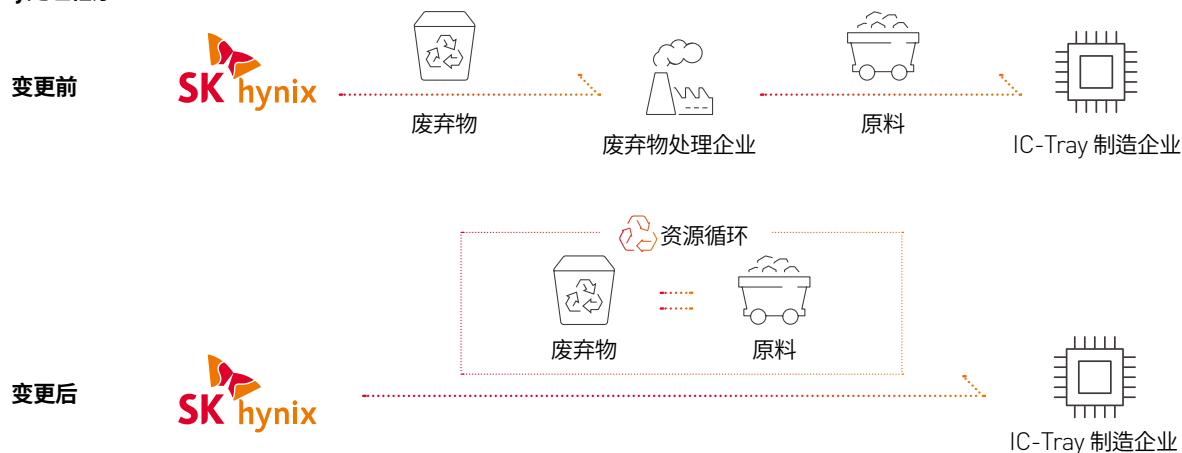 变更前
SK hynix
废弃物
废弃物处理企业
原料
IC-Tray 制造企业
资源循环
废弃物
原料
变更后
SK hynix
IC-Tray 制造企业